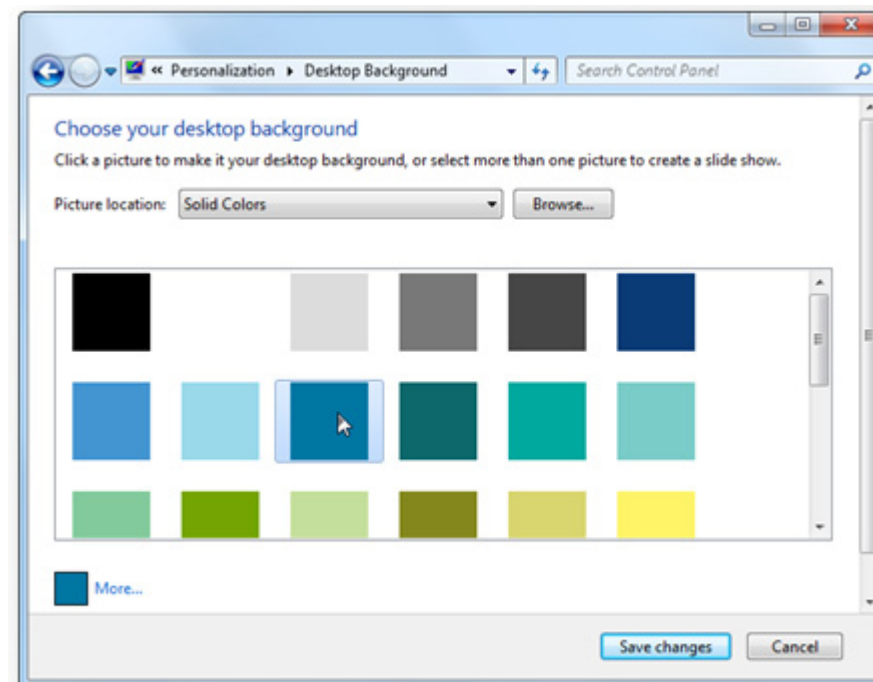 « Personalization ▸ Desktop Background Search Control Panel
Choose your desktop background
Click a picture to make it your desktop background, or select more than one picture to create a slide show.
Picture location: Solid Colors Browse...
More...
Save changes Cancel